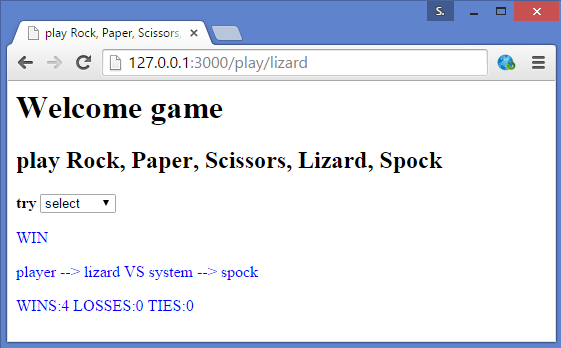 S.
play Rock, Paper, Scissors,
127.0.0.1:3000/play/lizard
Welcome game
play Rock, Paper, Scissors, Lizard, Spock
try select
WIN
player --> lizard VS system --> spock
WINS:4 LOSSES:0 TIES:0